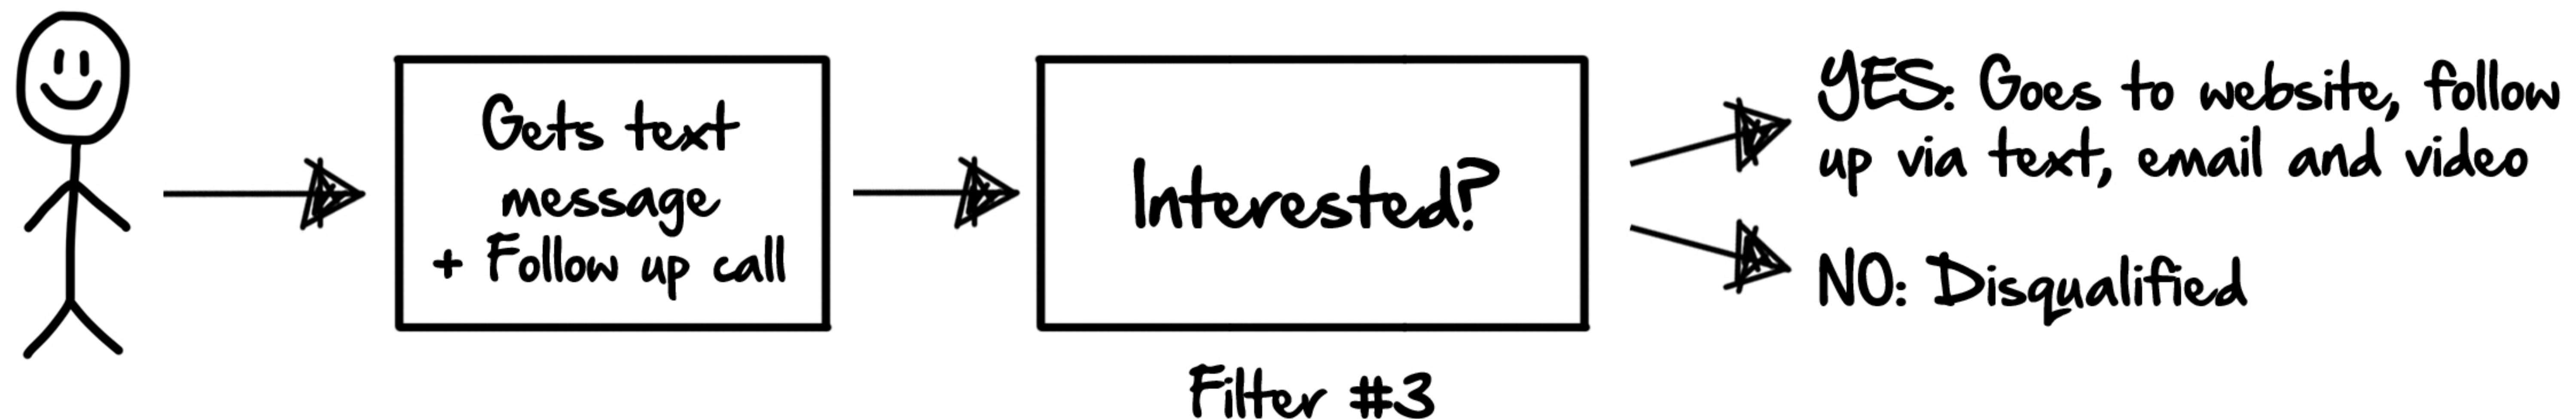 Gets text
message
+ Follow up call
Interested?
Filter #3
YES: Goes to website, follow
up via text, email and video
NO: Disqualified